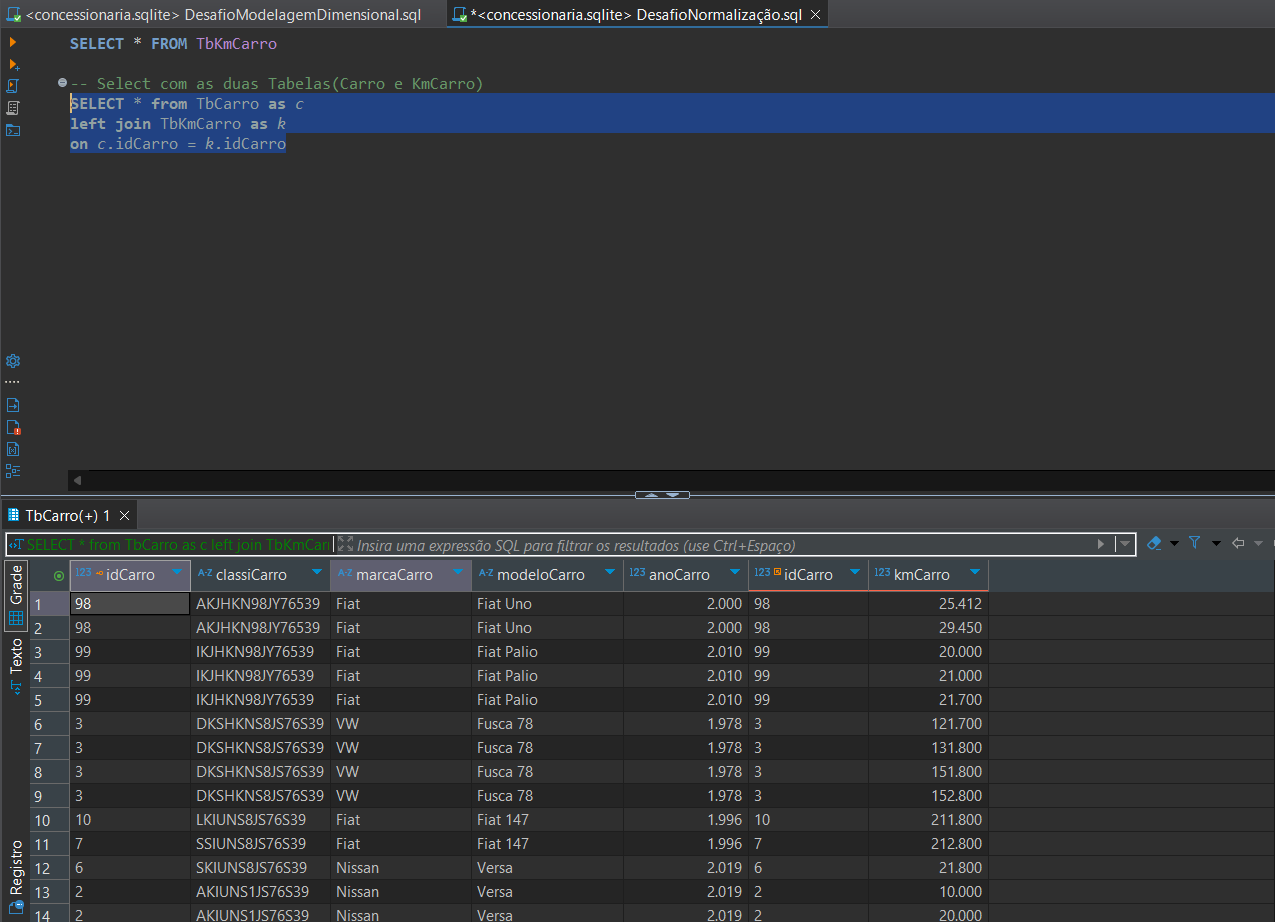 <concessionaria.sqlite> DesafioModelagemDimensional.sql *<concessionaria.sqlite> DesafioNormalização.sql
SELECT * FROM TbKmCarro
-- Select com as duas Tabelas(Carro e KmCarro)
SELECT * from TbCarro as c
left join TbKmCarro as k
on c.idCarro = k.idCarro
TbCarro(+) 1
SELECT * from TbCarro as c left join TbKmCarr Insira uma expressão SQL para filtrar os resultados (use Ctrl+Espaço)
Grade
Texto
Registro
123 idCarro A-Z classiCarro A-Z marcaCarro A-Z modeloCarro 123 anoCarro 123 idCarro 123 kmCarro
1 98 AKJHKN98JY76539 Fiat Fiat Uno 2.000 98 25.412
2 98 AKJHKN98JY76539 Fiat Fiat Uno 2.000 98 29.450
3 99 IKJHKN98JY76539 Fiat Fiat Palio 2.010 99 20.000
4 99 IKJHKN98JY76539 Fiat Fiat Palio 2.010 99 21.000
5 99 IKJHKN98JY76539 Fiat Fiat Palio 2.010 99 21.700
6 3 DKSHKNS8JS76S39 VW Fusca 78 1.978 3 121.700
7 3 DKSHKNS8JS76S39 VW Fusca 78 1.978 3 131.800
8 3 DKSHKNS8JS76S39 VW Fusca 78 1.978 3 151.800
9 3 DKSHKNS8JS76S39 VW Fusca 78 1.978 3 152.800
10 10 LKIUNS8JS76S39 Fiat Fiat 147 1.996 10 211.800
11 7 SSIUNS8JS76S39 Fiat Fiat 147 1.996 7 212.800
12 6 SKIUNS8JS76S39 Nissan Versa 2.019 6 21.800
13 2 AKIUNS1JS76S39 Nissan Versa 2.019 2 10.000
14 2 AKIUNS1JS76S39 Nissan Versa 2.019 2 20.000